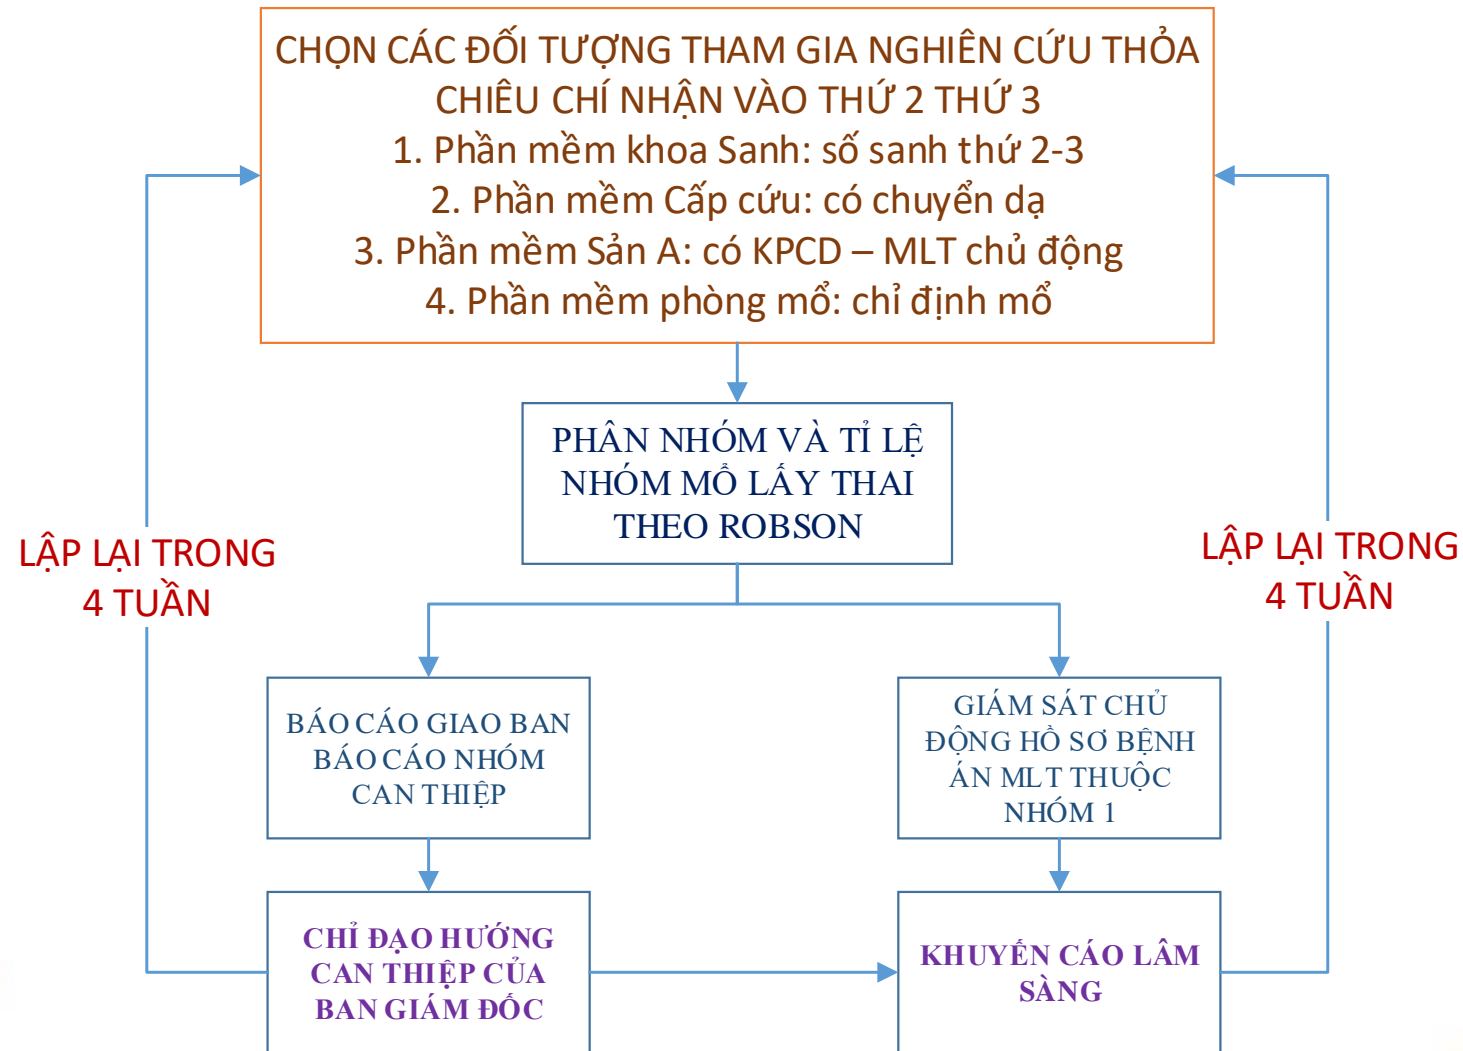 CHỌN CÁC ĐỐI TƯỢNG THAM GIA NGHIÊN CỨU THỎA
CHIÊU CHÍ NHẬN VÀO THỨ 2 THỨ 3
1. Phần mềm khoa Sanh: số sanh thứ 2-3
2. Phần mềm Cấp cứu: có chuyển dạ
3. Phần mềm Sản A: có KPCD – MLT chủ động
4. Phần mềm phòng mổ: chỉ định mổ
PHÂN NHÓM VÀ TỈ LỆ
NHÓM MỔ LẤY THAI
THEO ROBSON
LẬP LẠI TRONG
4 TUẦN
LẬP LẠI TRONG
4 TUẦN
BÁO CÁO GIAO BAN
BÁO CÁO NHÓM
CAN THIỆP
GIÁM SÁT CHỦ
ĐỘNG HỒ SƠ BỆNH
ÁN MLT THUỘC
NHÓM 1
CHỈ ĐẠO HƯỚNG
CAN THIỆP CỦA
BAN GIÁM ĐỐC
KHUYẾN CÁO LÂM
SÀNG